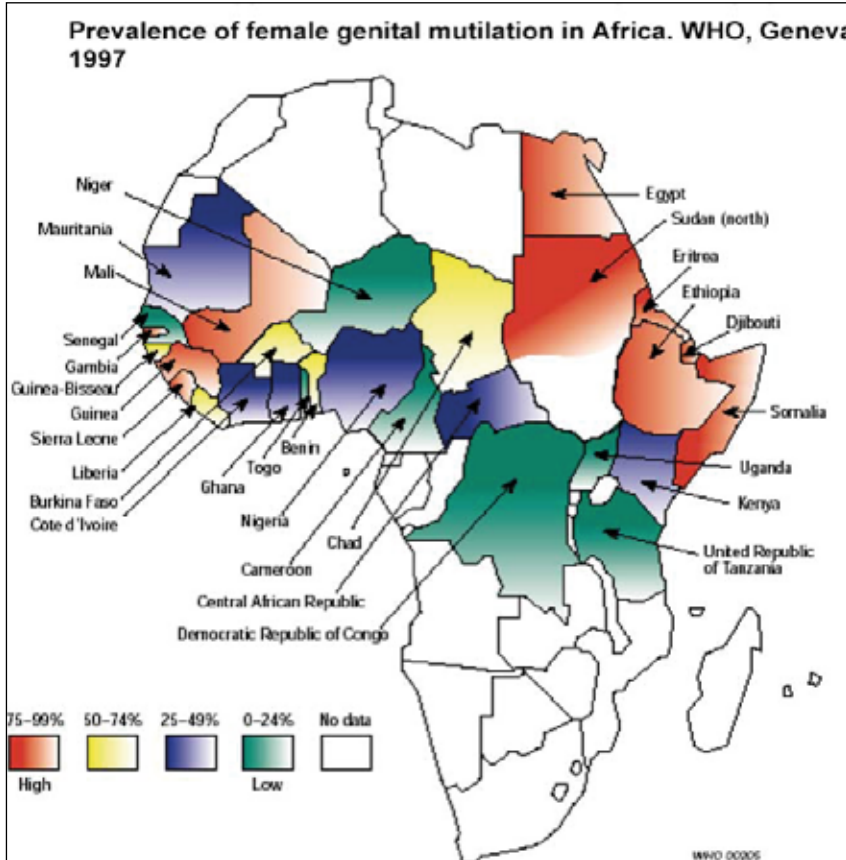 Prevalence of female genital mutilation in Africa. WHO, Geneva
1997
Niger
Mauritania
Mali
Senegal
Gambia
Guinea-Bisseau
Guinea
Sierra Leone
Liberia
Burkina Faso
Côte d'Ivoire
Ghana
Togo
Benin
Nigeria
Cameroon
Chad
Central African Republic
Democratic Republic of Congo
Egypt
Sudan (north)
Eritrea
Ethiopia
Djibouti
Somalia
Uganda
Kenya
United Republic
of Tanzania
75–99% 50–74% 25–49% 0–24% No data
High Low
WHO 00205